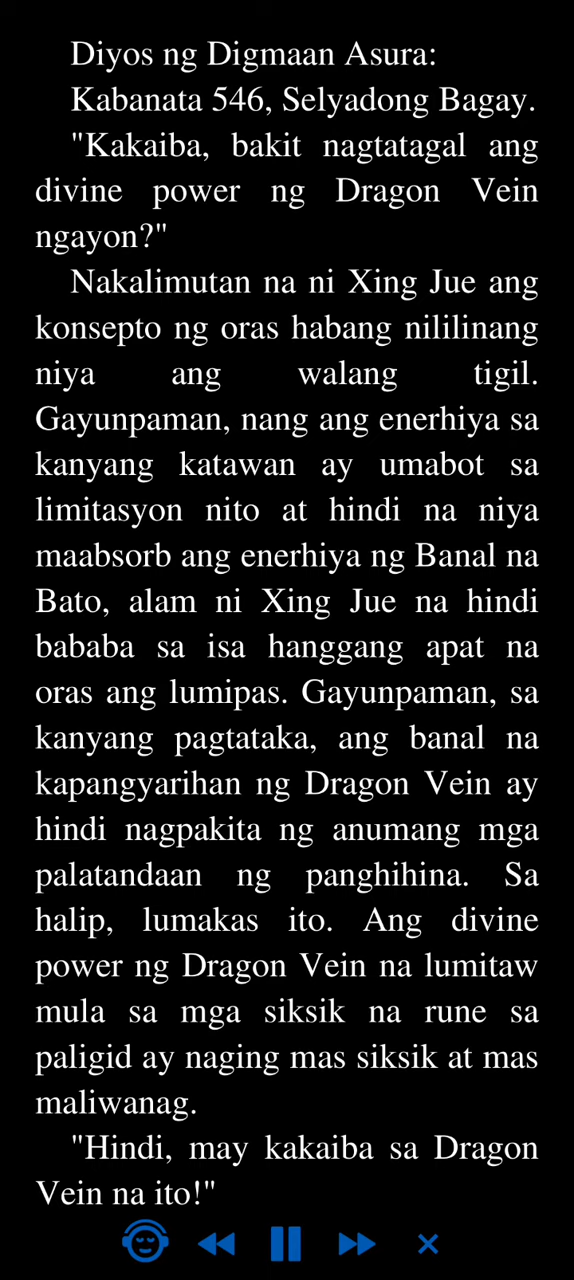 Diyos ng Digmaan Asura:
Kabanata 546, Selyadong Bagay.
"Kakaiba, bakit nagtatagal ang
divine power ng Dragon Vein
ngayon?"
Nakalimutan na ni Xing Jue ang
konsepto ng oras habang nililinang
niya ang walang tigil.
Gayunpaman, nang ang enerhiya sa
kanyang katawan ay umabot sa
limitasyon nito at hindi na niya
maabsorb ang enerhiya ng Banal na
Bato, alam ni Xing Jue na hindi
bababa sa isa hanggang apat na
oras ang lumipas. Gayunpaman, sa
kanyang pagtataka, ang banal na
kapangyarihan ng Dragon Vein ay
hindi nagpakita ng anumang mga
palatandaan ng panghihina. Sa
halip, lumakas ito. Ang divine
power ng Dragon Vein na lumitaw
mula sa mga siksik na rune sa
paligid ay naging mas siksik at mas
maliwanag.
"Hindi, may kakaiba sa Dragon
Vein na ito!"